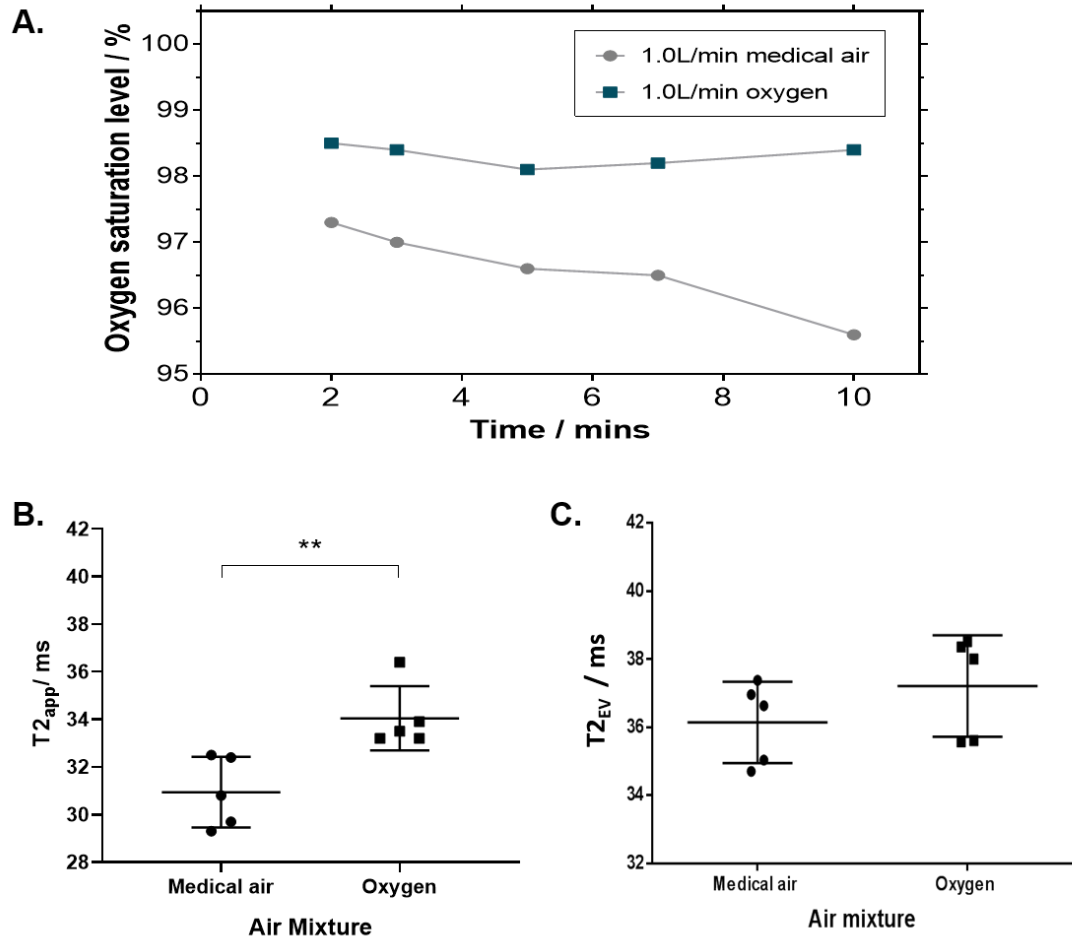 A.
Oxygen saturation level / %
100
99
98
97
96
95
1.0L/min medical air
1.0L/min oxygen
0 2 4 6 8 10
Time / mins
B.
T2app/ ms
42
40
38
36
34
32
30
28
**
Medical air Oxygen
Air Mixture
C.
T2EV / ms
42
40
38
36
34
32
Medical air Oxygen
Air mixture